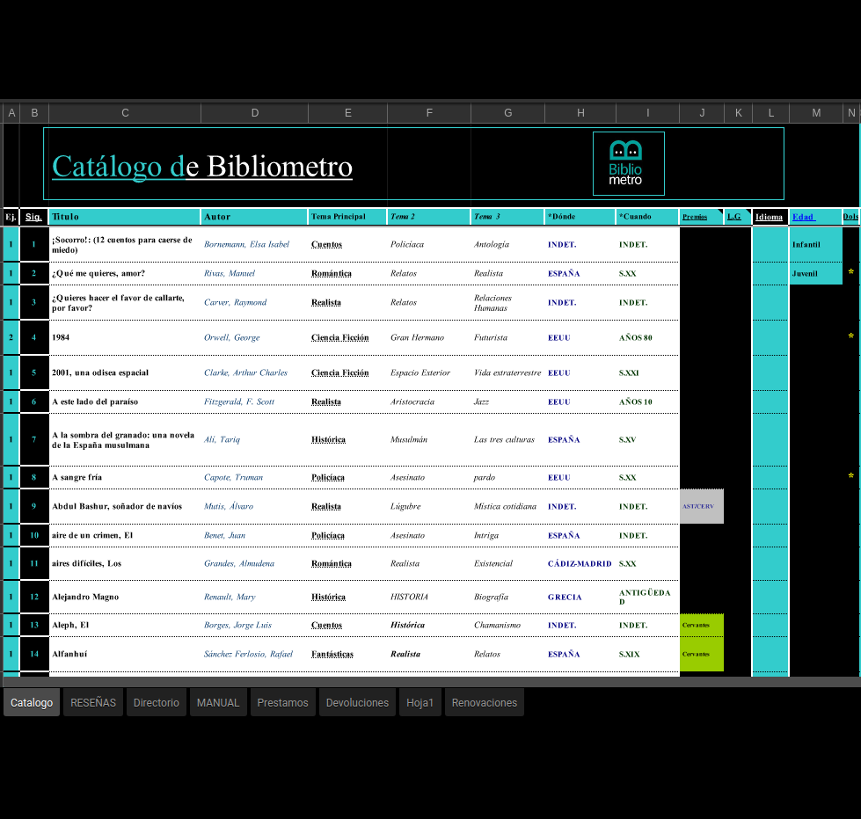 A B C D E F G H I J K L M N
Catálogo de Bibliometro
Biblio
metro
Ej. Sig. Titulo Autor Tema Principal Tema 2 Tema 3 *Dónde *Cuando Premios L.G Idioma Edad
1 1 ¡Socorro!: (12 cuentos para caerse de miedo) Bornemann, Elsa Isabel Cuentos Policíaca Antología INDET. INDET. Infantil
1 2 ¿Qué me quieres, amor? Rivas, Manuel Romántica Relatos Realista ESPAÑA S.XX Juvenil *
1 3 ¿Quieres hacer el favor de callarte, por favor? Carver, Raymond Realista Relatos Relaciones Humanas INDET. INDET.
2 4 1984 Orwell, George Ciencia Ficción Gran Hermano Futurista EEUU AÑOS 80 *
1 5 2001, una odisea espacial Clarke, Arthur Charles Ciencia Ficción Espacio Exterior Vida extraterrestre EEUU S.XXI
1 6 A este lado del paraíso Fitzgerald, F. Scott Realista Aristocracia Jazz EEUU AÑOS 10
1 7 A la sombra del granado: una novela de la España musulmana Alí, Tariq Histórica Musulmán Las tres culturas ESPAÑA S.XV
1 8 A sangre fría Capote, Truman Policíaca Asesinato pardo EEUU S.XX *
1 9 Abdul Bashur, soñador de navíos Mutis, Álvaro Realista Lúgubre Mística cotidiana INDET. INDET. AST/CERV
1 10 aire de un crimen, El Benet, Juan Policíaca Asesinato Intriga ESPAÑA INDET.
1 11 aires difíciles, Los Grandes, Almudena Romántica Realista Existencial CÁDIZ-MADRID S.XX
1 12 Alejandro Magno Renault, Mary Histórica HISTORIA Biografía GRECIA ANTIGÜEDA
D
1 13 Aleph, El Borges, Jorge Luis Cuentos Histórica Chamanismo INDET. INDET. Cervantes
1 14 Alfanhuí Sánchez Ferlosio, Rafael Fantásticas Realista Relatos ESPAÑA S.XIX Cervantes
Catalogo RESEÑAS Directorio MANUAL Prestamos Devoluciones Hoja1 Renovaciones